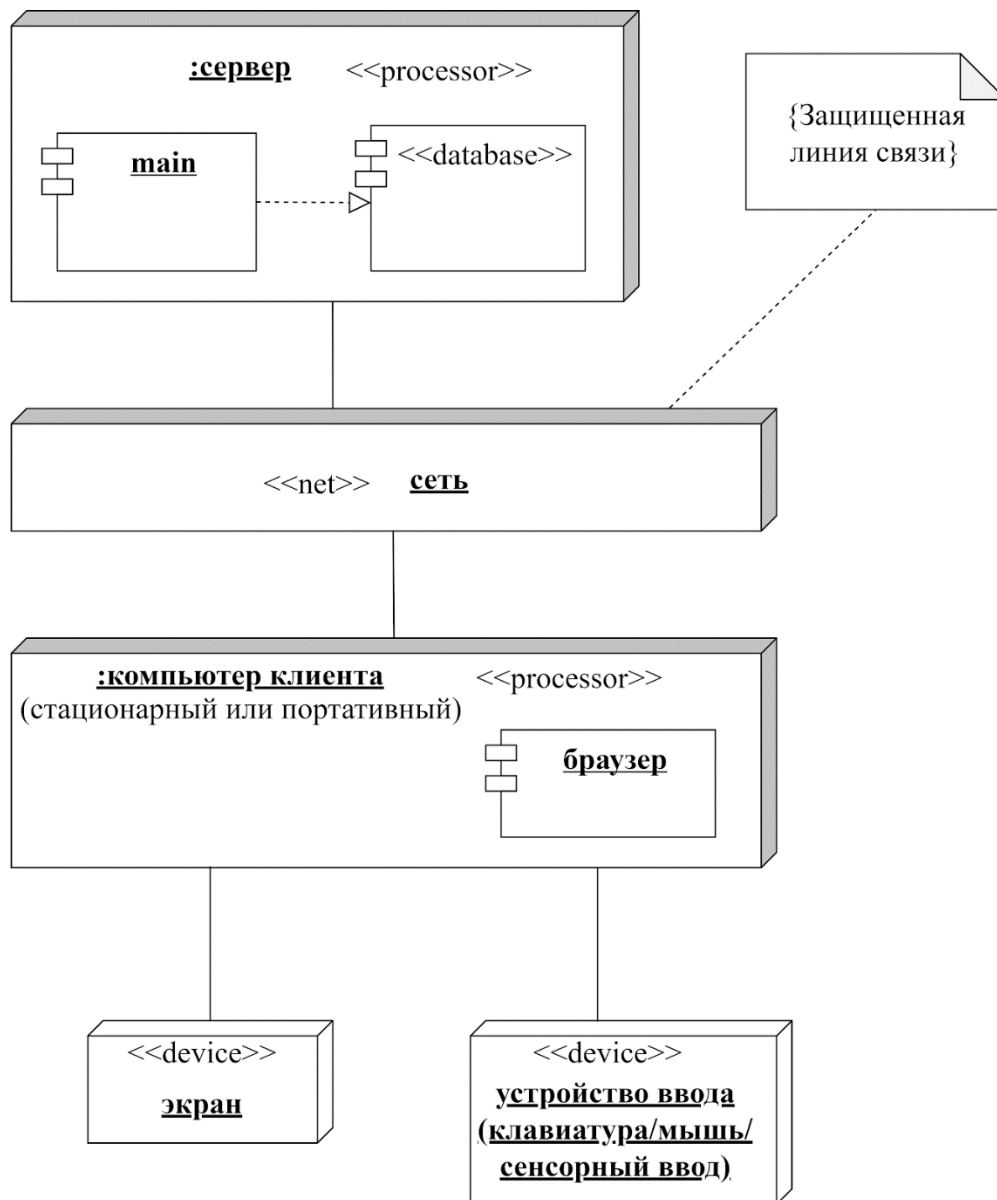 :сервер <<processor>>
main
<<database>>
{Защищенная
линия связи}
<<net>> сеть
:компьютер клиента <<processor>>
(стационарный или портативный)
браузер
<<device>>
экран
<<device>>
устройство ввода
(клавиатура/мышь/
сенсорный ввод)